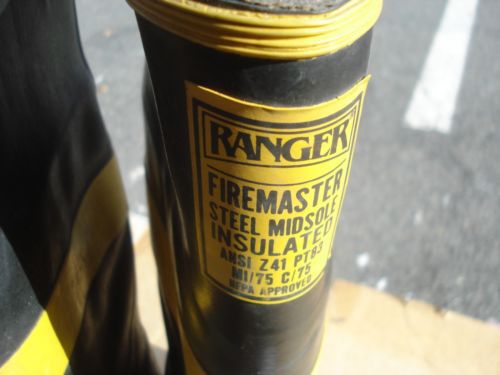 RANGER
FIREMASTER
STEEL MIDSOLE
INSULATED
ANSI Z41 PT83
MI/75 C/75
NFPA APPROVED